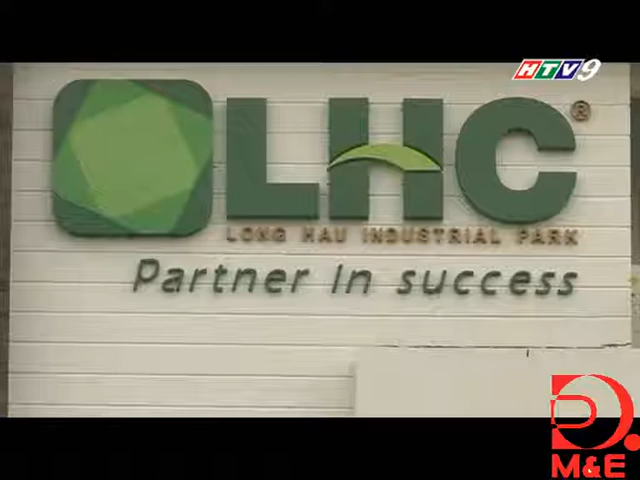 HTV9
LHC®
LONG HAU INDUSTRIAL PARK
Partner in success
M&E